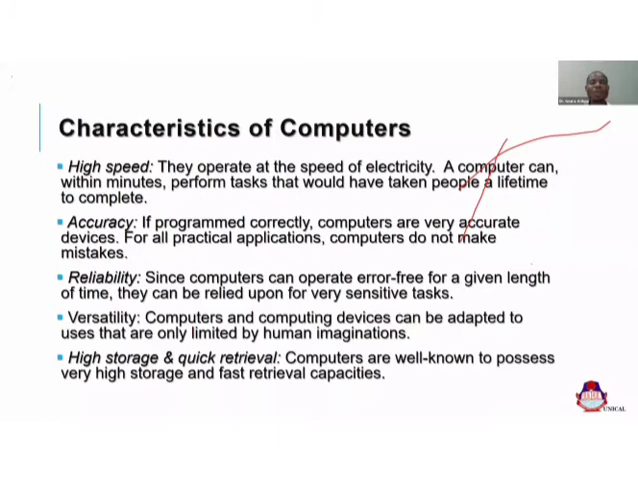 Characteristics of Computers
High speed: They operate at the speed of electricity. A computer can,
within minutes, perform tasks that would have taken people a lifetime
to complete.
Accuracy: If programmed correctly, computers are very accurate
devices. For all practical applications, computers do not make
mistakes.
Reliability: Since computers can operate error-free for a given length
of time, they can be relied upon for very sensitive tasks.
Versatility: Computers and computing devices can be adapted to
uses that are only limited by human imaginations.
High storage & quick retrieval: Computers are well-known to possess
very high storage and fast retrieval capacities.
UNICAL